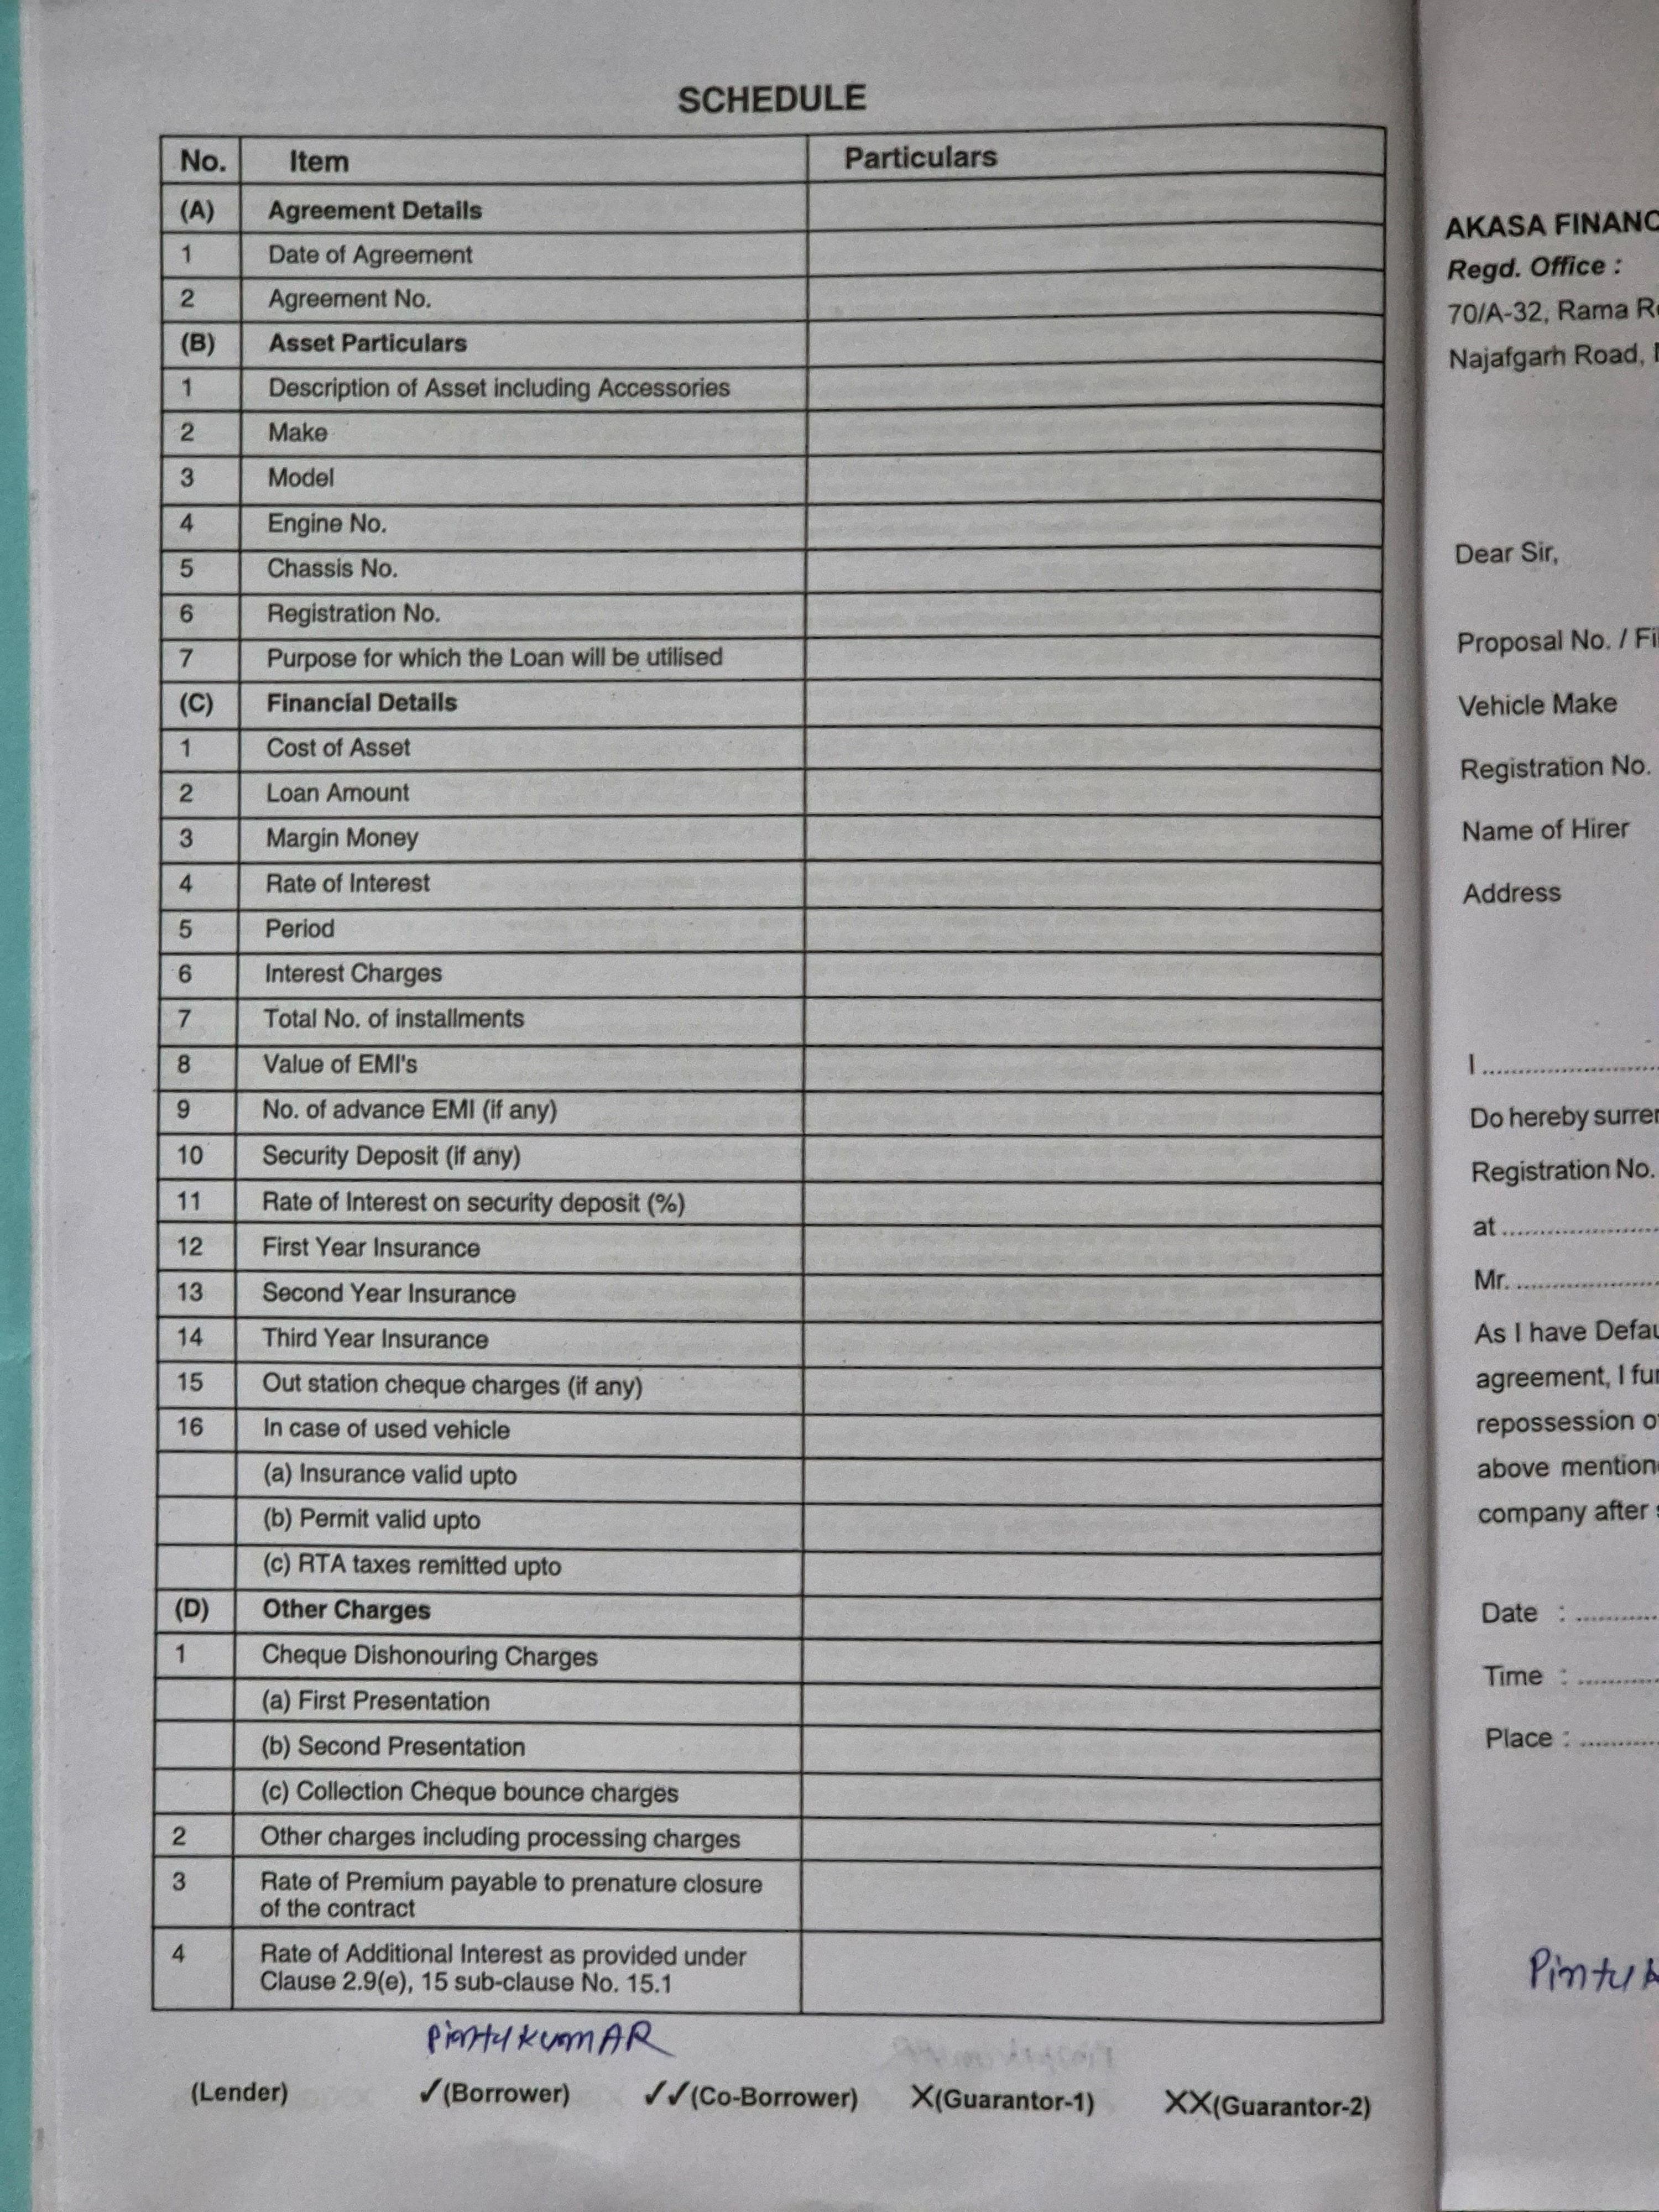 SCHEDULE
No. Item Particulars
(A) Agreement Details
1 Date of Agreement
2 Agreement No.
(B) Asset Particulars
1 Description of Asset including Accessories
2 Make
3 Model
4 Engine No.
5 Chassis No.
6 Registration No.
7 Purpose for which the Loan will be utilised
(C) Financial Details
1 Cost of Asset
2 Loan Amount
3 Margin Money
4 Rate of Interest
5 Period
6 Interest Charges
7 Total No. of installments
8 Value of EMI's
9 No. of advance EMI (if any)
10 Security Deposit (if any)
11 Rate of Interest on security deposit (%)
12 First Year Insurance
13 Second Year Insurance
14 Third Year Insurance
15 Out station cheque charges (if any)
16 In case of used vehicle
(a) Insurance valid upto
(b) Permit valid upto
(c) RTA taxes remitted upto
(D) Other Charges
1 Cheque Dishonouring Charges
(a) First Presentation
(b) Second Presentation
(c) Collection Cheque bounce charges
2 Other charges including processing charges
3 Rate of Premium payable to prenature closure
of the contract
4 Rate of Additional Interest as provided under
Clause 2.9(e), 15 sub-clause No. 15.1
Pintu KumAR
(Lender) ✓(Borrower) ✓✓(Co-Borrower) X(Guarantor-1) XX(Guarantor-2)
AKASA FINANC
Regd. Office :
70/A-32, Rama R
Najafgarh Road,
Dear Sir,
Proposal No. / Fi
Vehicle Make
Registration No.
Name of Hirer
Address
I ..........................
Do hereby surre
Registration No.
at ......................
Mr. ....................
As I have Defau
agreement, I fur
repossession o
above mention
company after
Date : ............
Time : ............
Place : ............
Pintu K